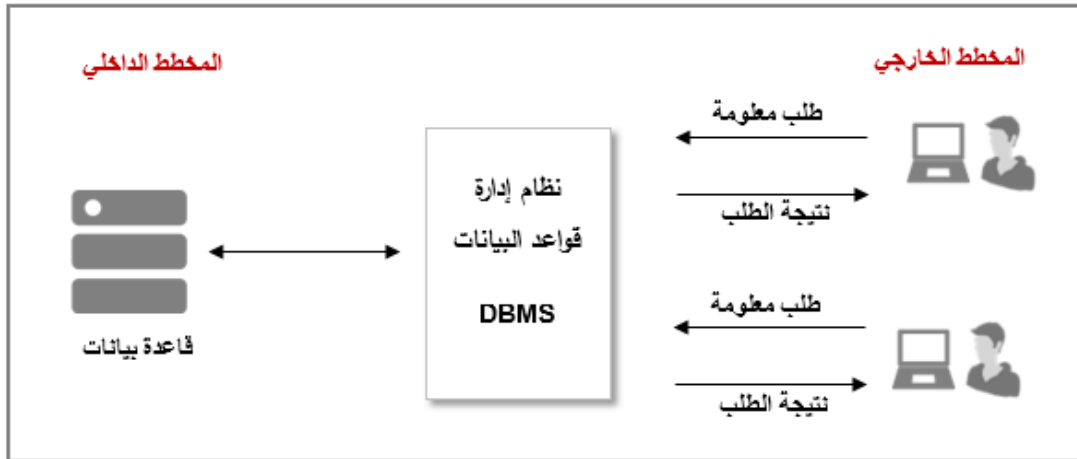 المخطط الخارجي
المخطط الداخلي
طلب معلومة
نتيجة الطلب
نظام إدارة
قواعد البيانات
DBMS
طلب معلومة
نتيجة الطلب
قاعدة بيانات